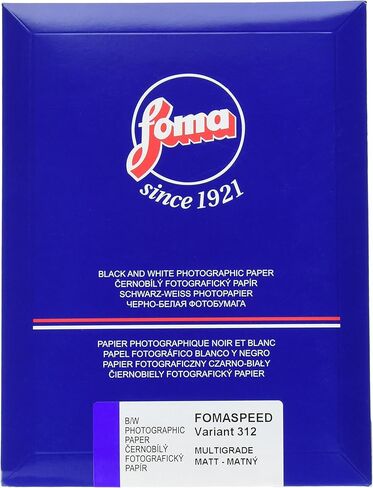 foma
since 1921
BLACK AND WHITE PHOTOGRAPHIC PAPER
ČERNOBÍLÝ FOTOGRAFICKÝ PAPÍR
SCHWARZ-WEISS PHOTOPAPIER
ЧЕРНО-БЕЛАЯ ФОТОБУМАГА
PAPIER PHOTOGRAPHIQUE NOIR ET BLANC
PAPEL FOTOGRÁFICO BLANCO Y NEGRO
PAPIER FOTOGRAFICZNY CZARNO-BIAŁY
ČIERNOBIELY FOTOGRAFICKÝ PAPIER
B/W
PHOTOGRAPHIC
PAPER
ČERNOBÍLÝ
FOTOGRAFICKÝ
PAPÍR
FOMASPEED
Variant 312
MULTIGRADE
MATT - MATNÝ